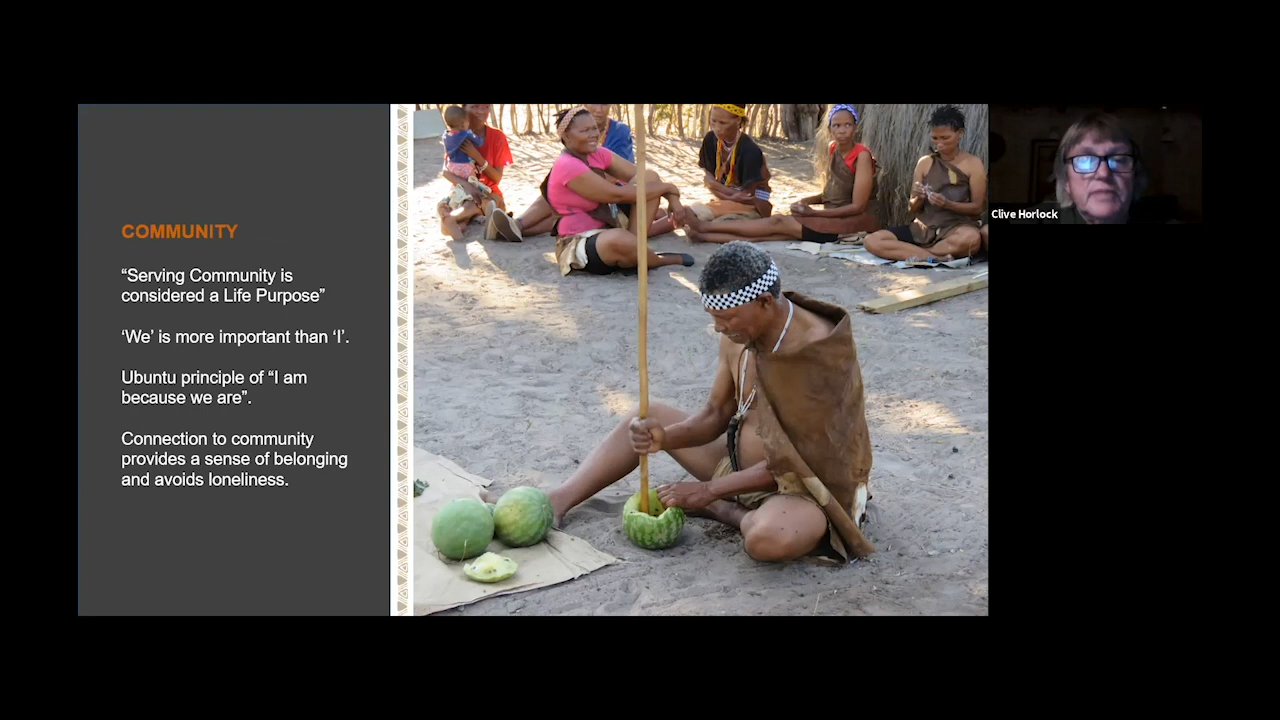 COMMUNITY
“Serving Community is
considered a Life Purpose”
‘We’ is more important than ‘I’.
Ubuntu principle of “I am
because we are”.
Connection to community
provides a sense of belonging
and avoids loneliness.
Clive Horlock